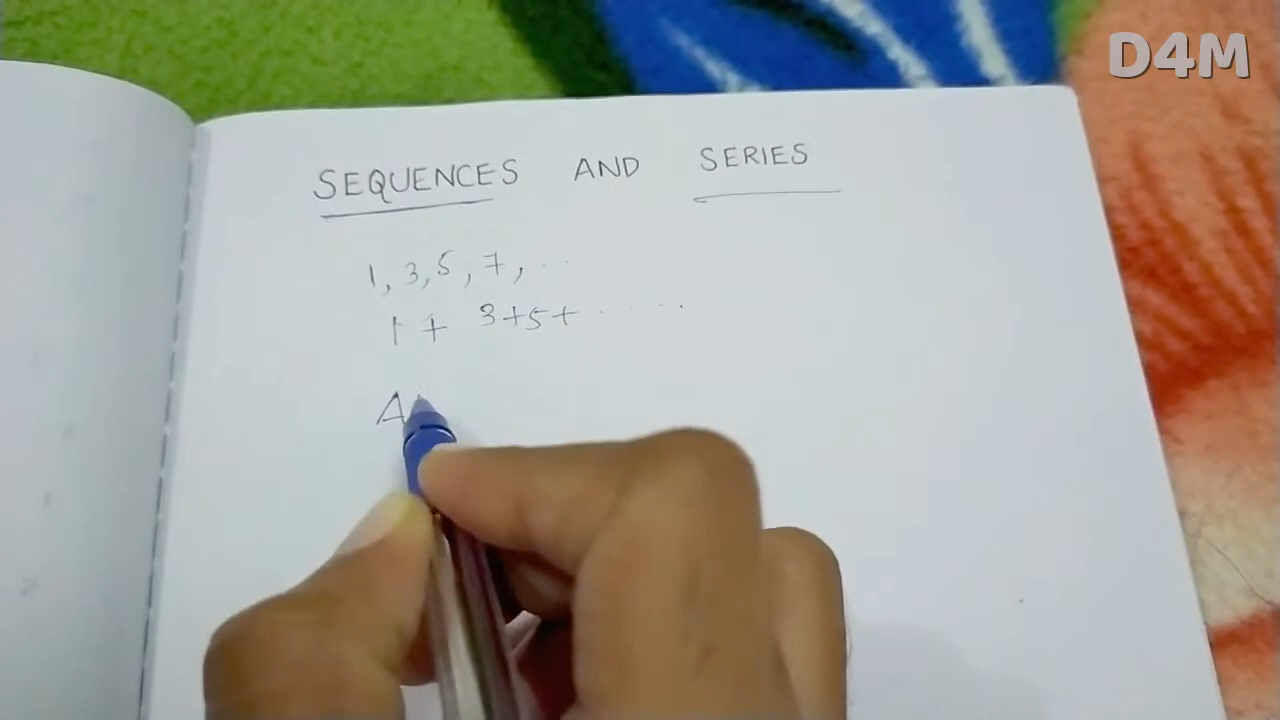 D4M
SEQUENCES AND SERIES
1, 3, 5, 7, ...
1 + 3+5+ .....
A